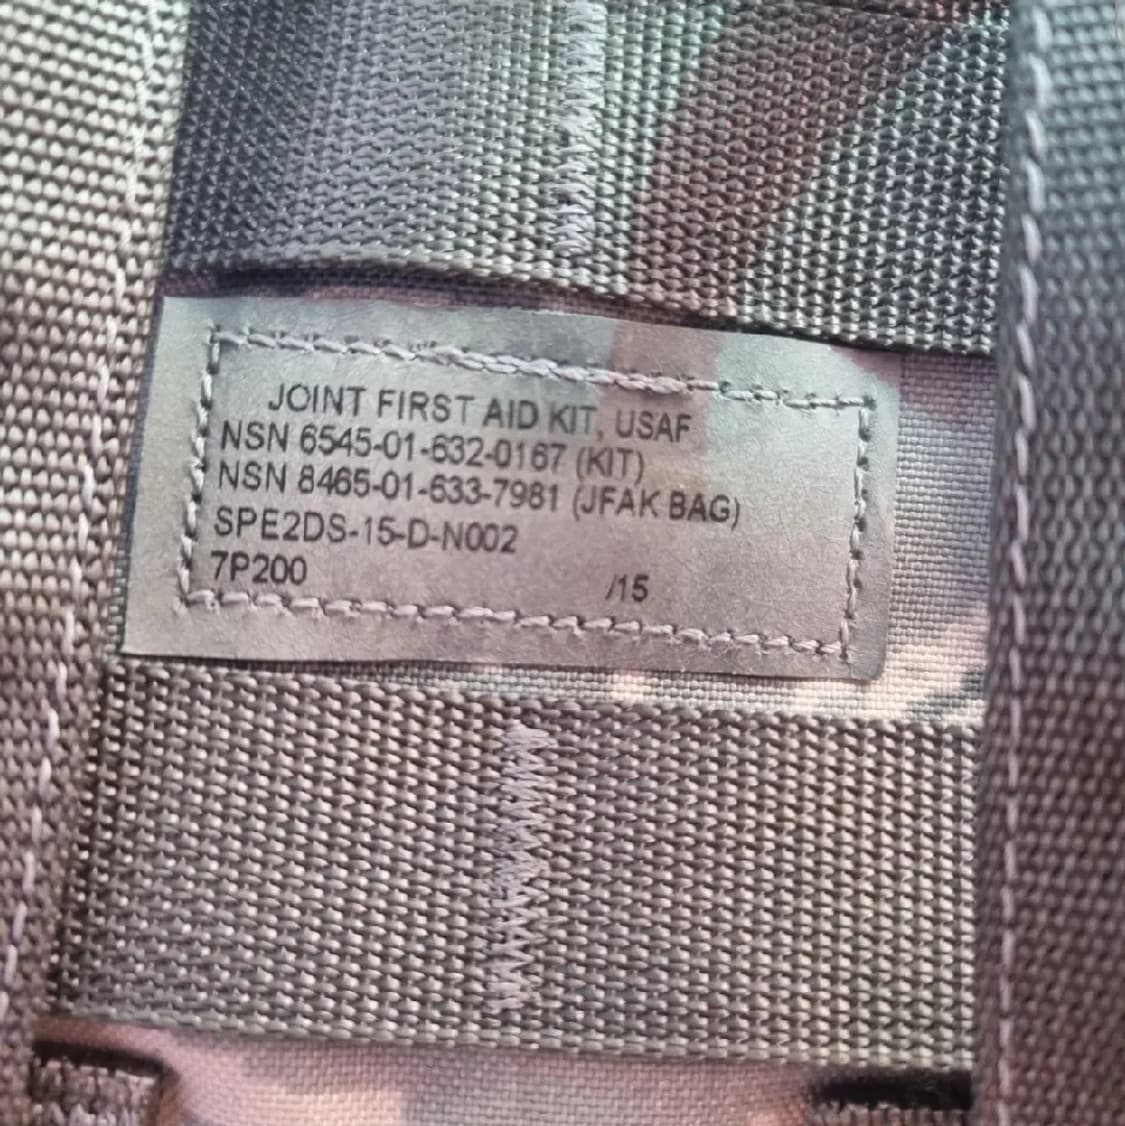 JOINT FIRST AID KIT, USAF
NSN 6545-01-632-0167 (KIT)
NSN 8465-01-633-7981 (JFAK BAG)
SPE2DS-15-D-N002
7P200 /15